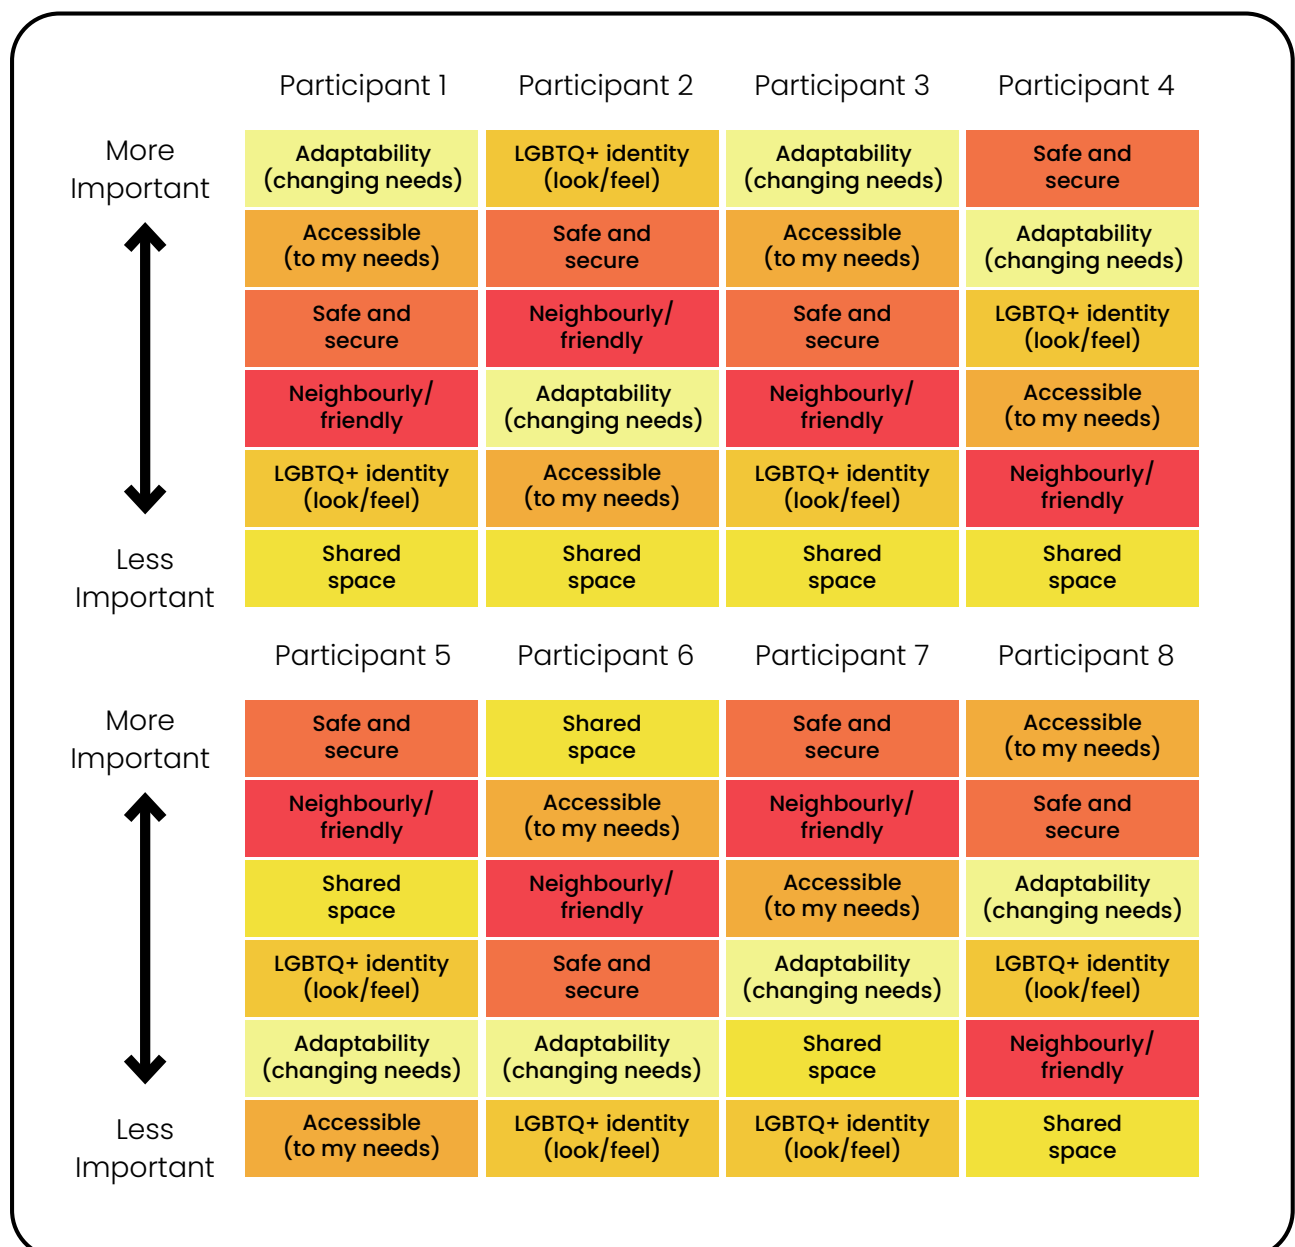 Participant 1 Participant 2 Participant 3 Participant 4
More
Important
Adaptability
(changing needs)
LGBTQ+ identity
(look/feel)
Adaptability
(changing needs)
Safe and
secure
Accessible
(to my needs)
Safe and
secure
Accessible
(to my needs)
Adaptability
(changing needs)
Safe and
secure
Neighbourly/
friendly
Safe and
secure
LGBTQ+ identity
(look/feel)
Neighbourly/
friendly
Adaptability
(changing needs)
Neighbourly/
friendly
Accessible
(to my needs)
LGBTQ+ identity
(look/feel)
Accessible
(to my needs)
LGBTQ+ identity
(look/feel)
Neighbourly/
friendly
Less
Important
Shared
space
Shared
space
Shared
space
Shared
space
Participant 5 Participant 6 Participant 7 Participant 8
More
Important
Safe and
secure
Shared
space
Safe and
secure
Accessible
(to my needs)
Neighbourly/
friendly
Accessible
(to my needs)
Neighbourly/
friendly
Safe and
secure
Shared
space
Neighbourly/
friendly
Accessible
(to my needs)
Adaptability
(changing needs)
LGBTQ+ identity
(look/feel)
Safe and
secure
Adaptability
(changing needs)
LGBTQ+ identity
(look/feel)
Adaptability
(changing needs)
Adaptability
(changing needs)
Shared
space
Neighbourly/
friendly
Less
Important
Accessible
(to my needs)
LGBTQ+ identity
(look/feel)
LGBTQ+ identity
(look/feel)
Shared
space